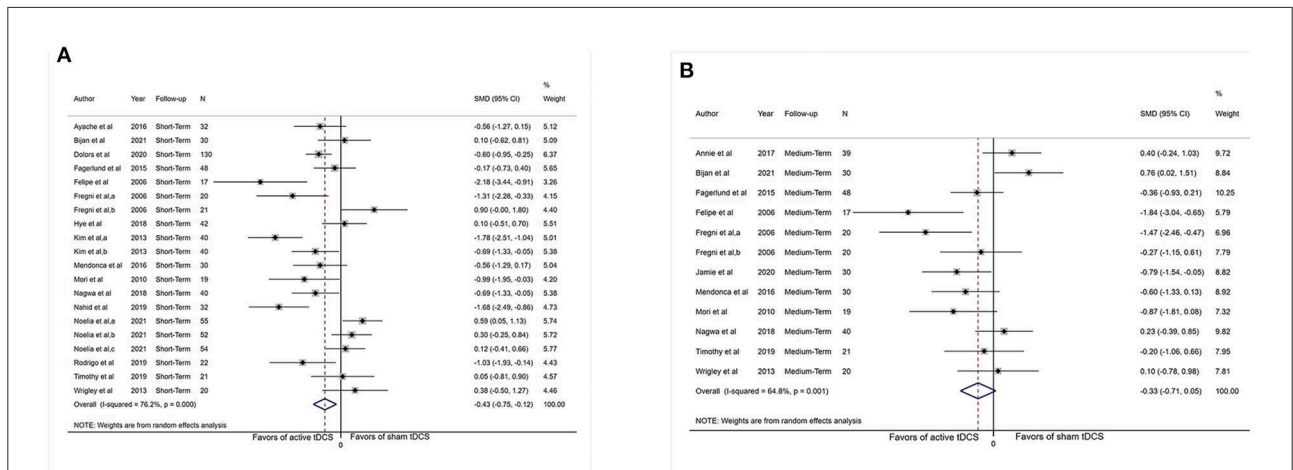 A
%
Author Year Follow-up N SMD (95% CI) Weight
Ayache et al 2016 Short-Term 32 -0.56 (-1.27, 0.15) 5.12
Bijan et al 2021 Short-Term 30 0.10 (-0.62, 0.81) 5.09
Dolors et al 2020 Short-Term 130 -0.60 (-0.95, -0.25) 6.37
Fagerlund et al 2015 Short-Term 48 -0.17 (-0.73, 0.40) 5.65
Felipe et al 2006 Short-Term 17 -2.18 (-3.44, -0.91) 3.26
Fregni et al,a 2006 Short-Term 20 -1.31 (-2.28, -0.33) 4.15
Fregni et al,b 2006 Short-Term 21 0.90 (-0.00, 1.80) 4.40
Hye et al 2018 Short-Term 42 0.10 (-0.51, 0.70) 5.51
Kim et al,a 2013 Short-Term 40 -1.78 (-2.51, -1.04) 5.01
Kim et al,b 2013 Short-Term 40 -0.69 (-1.33, -0.05) 5.38
Mendonca et al 2016 Short-Term 30 -0.56 (-1.29, 0.17) 5.04
Mori et al 2010 Short-Term 19 -0.99 (-1.95, -0.03) 4.20
Nagwa et al 2018 Short-Term 40 -0.69 (-1.33, -0.05) 5.38
Nahid et al 2019 Short-Term 32 -1.68 (-2.49, -0.86) 4.73
Noelia et al,a 2021 Short-Term 55 0.59 (0.05, 1.13) 5.74
Noelia et al,b 2021 Short-Term 52 0.30 (-0.25, 0.84) 5.72
Noelia et al,c 2021 Short-Term 54 0.12 (-0.41, 0.66) 5.77
Rodrigo et al 2019 Short-Term 22 -1.03 (-1.93, -0.14) 4.43
Timothy et al 2019 Short-Term 21 0.05 (-0.81, 0.90) 4.57
Wrigley et al 2013 Short-Term 20 0.38 (-0.50, 1.27) 4.46
Overall (I-squared = 76.2%, p = 0.000) -0.43 (-0.75, -0.12) 100.00
NOTE: Weights are from random effects analysis
Favors of active tDCS Favors of sham tDCS
0
B
%
Author Year Follow-up N SMD (95% CI) Weight
Annie et al 2017 Medium-Term 39 0.40 (-0.24, 1.03) 9.72
Bijan et al 2021 Medium-Term 30 0.76 (0.02, 1.51) 8.84
Fagerlund et al 2015 Medium-Term 48 -0.36 (-0.93, 0.21) 10.25
Felipe et al 2006 Medium-Term 17 -1.84 (-3.04, -0.65) 5.79
Fregni et al,a 2006 Medium-Term 20 -1.47 (-2.46, -0.47) 6.96
Fregni et al,b 2006 Medium-Term 20 -0.27 (-1.15, 0.61) 7.79
Jamie et al 2020 Medium-Term 30 -0.79 (-1.54, -0.05) 8.82
Mendonca et al 2016 Medium-Term 30 -0.60 (-1.33, 0.13) 8.92
Mori et al 2010 Medium-Term 19 -0.87 (-1.81, 0.08) 7.32
Nagwa et al 2018 Medium-Term 40 0.23 (-0.39, 0.85) 9.82
Timothy et al 2019 Medium-Term 21 -0.20 (-1.06, 0.66) 7.95
Wrigley et al 2013 Medium-Term 20 0.10 (-0.78, 0.98) 7.81
Overall (I-squared = 64.8%, p = 0.001) -0.33 (-0.71, 0.05) 100.00
NOTE: Weights are from random effects analysis
Favors of active tDCS Favors of sham tDCS
0